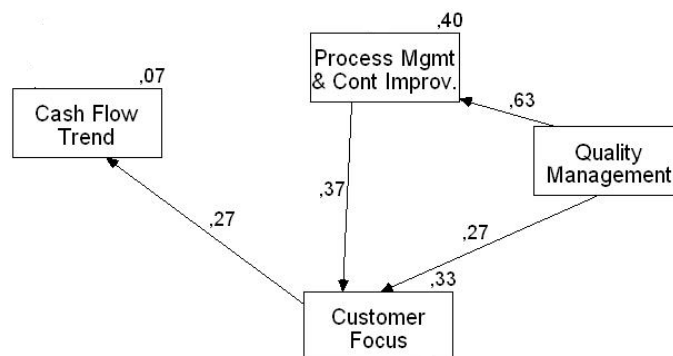 ,40
Process Mgmt
& Cont Improv.
,07
Cash Flow
Trend
,63
Quality
Management
,37
,27
,27
,33
Customer
Focus